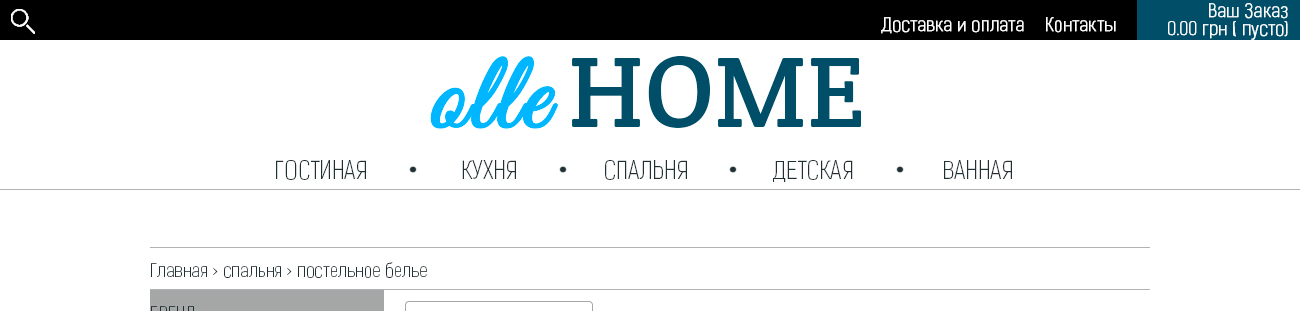 Ваш Заказ
Доставка и оплата Контакты 0.00 грн ( пусто)
olle HOME
ГОСТИНАЯ • КУХНЯ • СПАЛЬНЯ • ДЕТСКАЯ • ВАННАЯ
Главная > спальня > постельное белье
БРЕНД